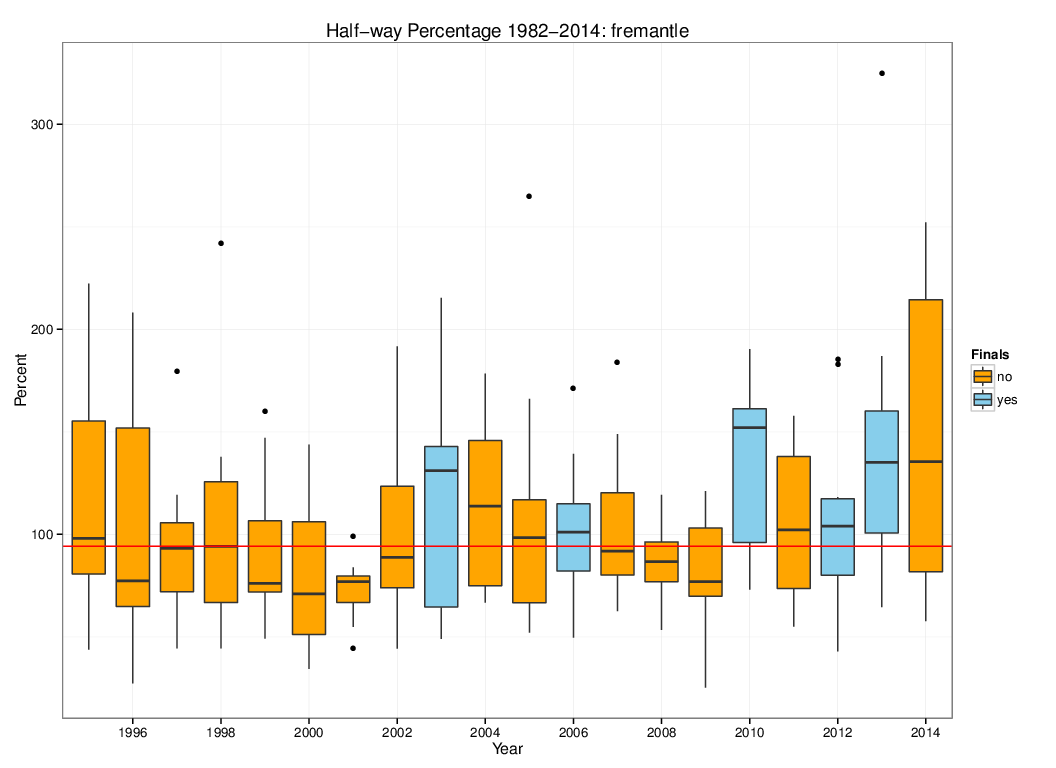 Half−way Percentage 1982−2014: fremantle
300
200
100
Percent
1996 1998 2000 2002 2004 2006 2008 2010 2012 2014
Year
Finals
no
yes